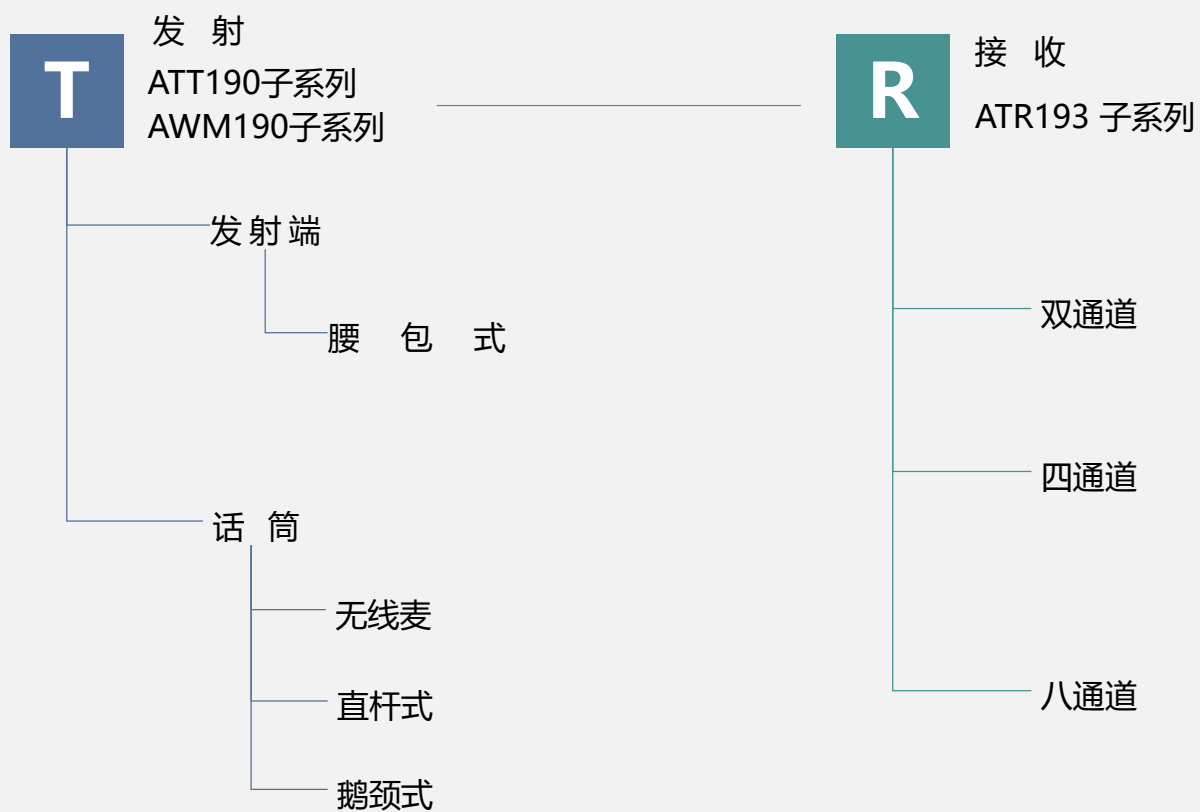 T
发射
ATT190子系列
AWM190子系列
发射端
腰包式
话筒
无线麦
直杆式
鹅颈式
R
接收
ATR193 子系列
双通道
四通道
八通道